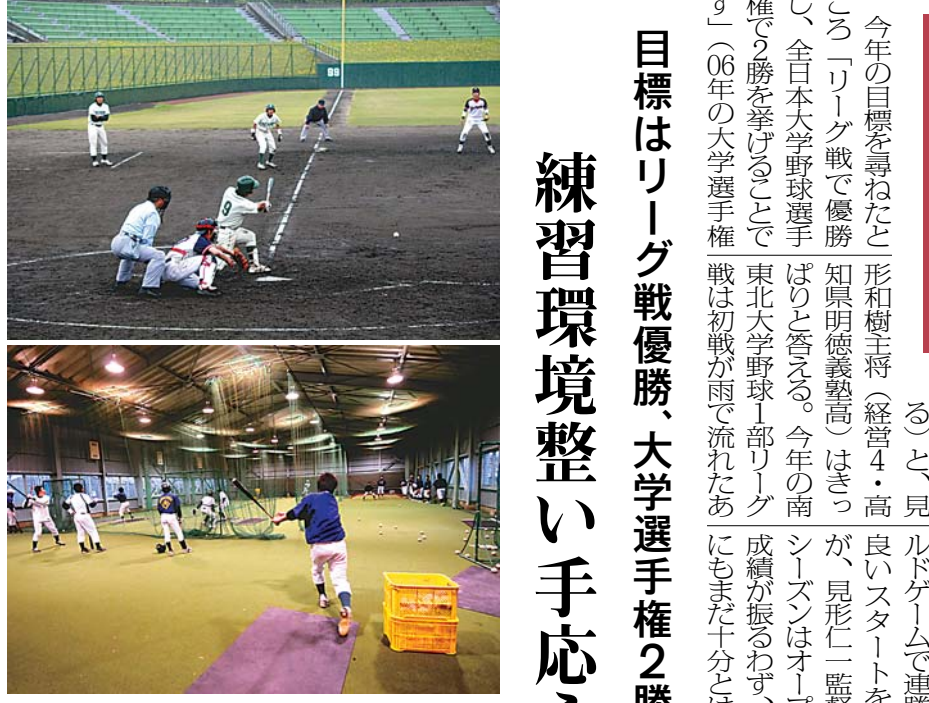 目標はリーグ戦優勝、大学選手権２勝
練習環境整い手応
今年の目標を尋ねたと
ころ「リーグ戦で優勝
し、全日本大学野球選手
権で2勝を挙げることで
す」（06年の大学選手権
る）と、見
形和樹主将（経営4・高
知県明徳義塾高）はきっ
ぱりと答える。今年の南
東北大学野球1部リーグ
戦は初戦が雨で流れたあ
ルドゲームで連勝
良いスタートを
が、見形仁一監督
シーズンはオープ
成績が振るわず、
にもまだ十分とは
99
9